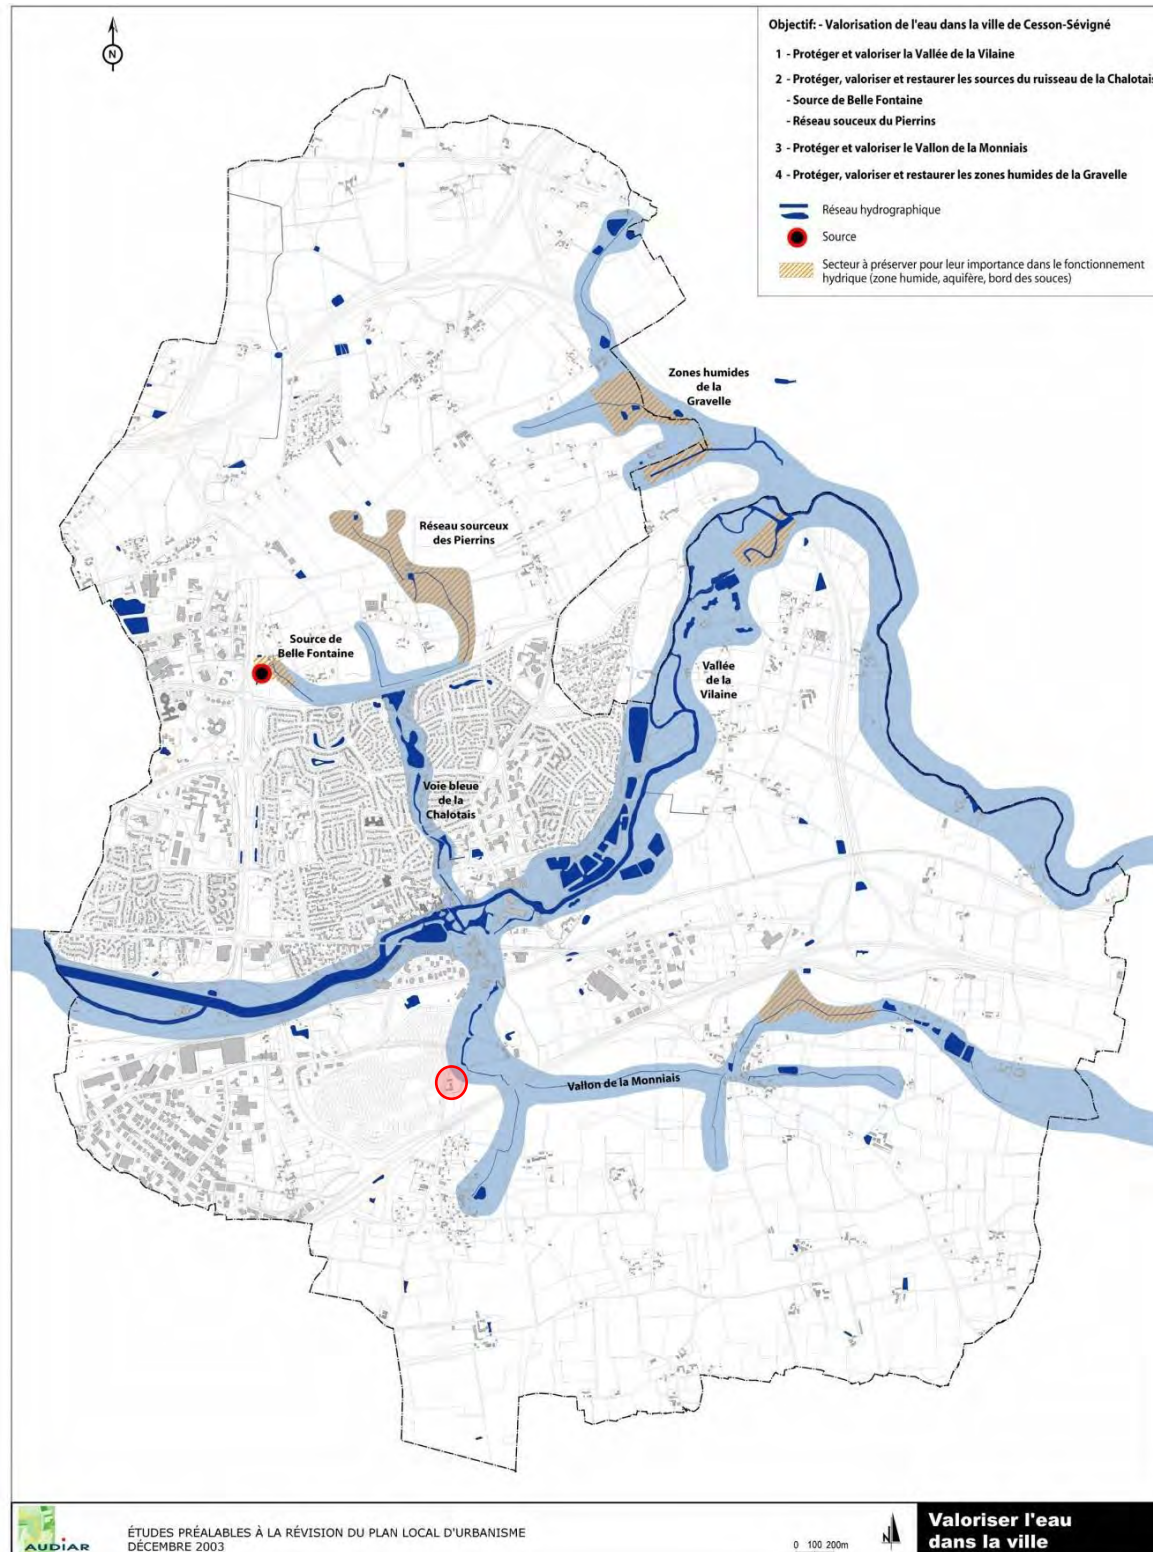 N
Objectif: - Valorisation de l'eau dans la ville de Cesson-Sévigné
1 - Protéger et valoriser la Vallée de la Vilaine
2 - Protéger, valoriser et restaurer les sources du ruisseau de la Chalotais
- Source de Belle Fontaine
- Réseau souceux du Pierrins
3 - Protéger et valoriser le Vallon de la Monniais
4 - Protéger, valoriser et restaurer les zones humides de la Gravelle
Réseau hydrographique
Source
Secteur à préserver pour leur importance dans le fonctionnement
hydrique (zone humide, aquifère, bord des souces)
Zones humides
de la
Gravelle
Réseau sourceux
des Pierrins
Source de
Belle Fontaine
Vallée
de la
Vilaine
Voie bleue
de la
Chalotais
Vallon de la Monniais
AUDIAR
ÉTUDES PRÉALABLES À LA RÉVISION DU PLAN LOCAL D'URBANISME
DÉCEMBRE 2003
0 100 200m
Valoriser l'eau
dans la ville